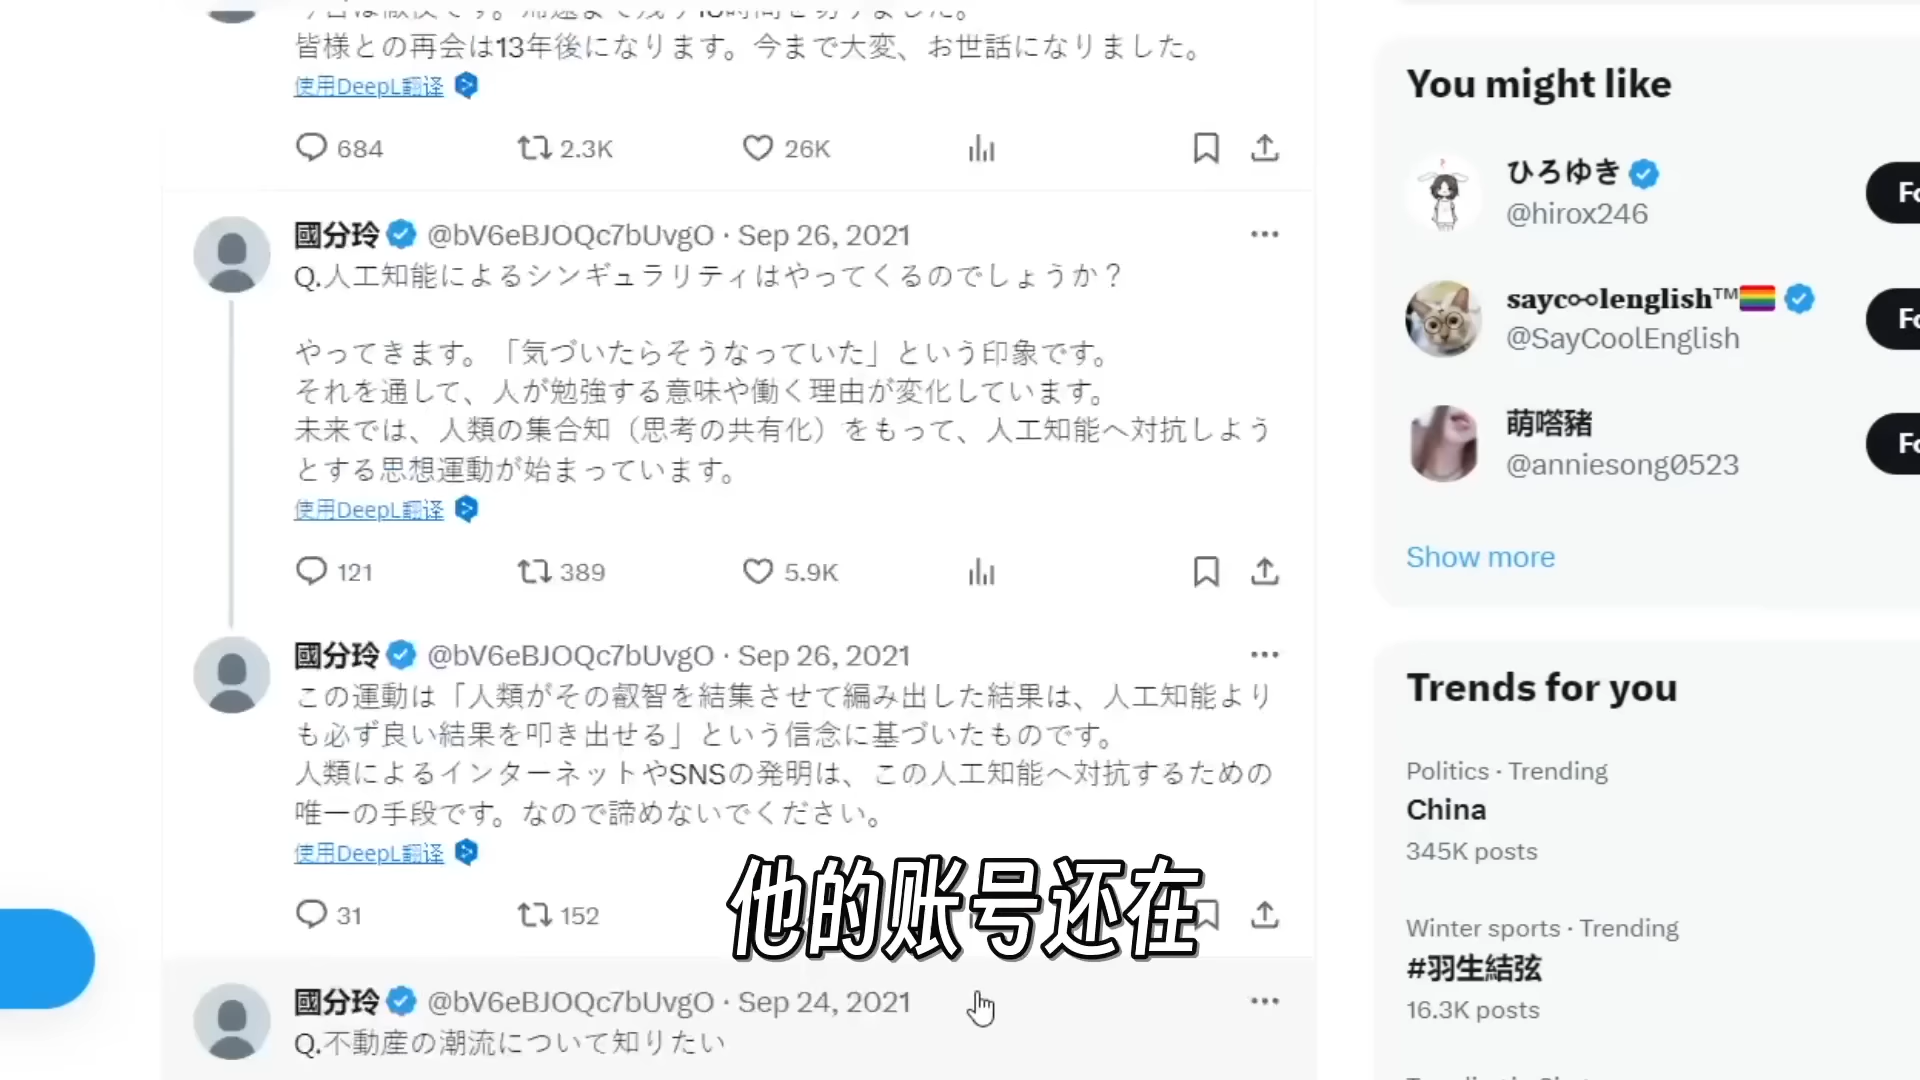 皆様との再会は13年後になります。今まで大変、お世話になりました。
使用DeepL翻译
684 2.3K 26K
國分玲 @bV6eBJOQc7bUvgO · Sep 26, 2021
Q.人工知能によるシンギュラリティはやってくるのでしょうか？
やってきます。「気づいたらそうなっていた」という印象です。
それを通して、人が勉強する意味や働く理由が変化しています。
未来では、人類の集合知（思考の共有化）をもって、人工知能へ対抗しよう
とする思想運動が始まっています。
使用DeepL翻译
121 389 5.9K
國分玲 @bV6eBJOQc7bUvgO · Sep 26, 2021
この運動は「人類がその叡智を結集させて編み出した結果は、人工知能より
も必ず良い結果を叩き出せる」という信念に基づいたものです。
人類によるインターネットやSNSの発明は、この人工知能へ対抗するための
唯一の手段です。なので諦めないでください。
使用DeepL翻译
31 152
他的账号还在
國分玲 @bV6eBJOQc7bUvgO · Sep 24, 2021
Q.不動産の潮流について知りたい
You might like
ひろゆき
@hirox246
Fo
sayc⚯lenglish™🏳️‍🌈
@SayCoolEnglish
Fo
萌嗒豬
@anniesong0523
Fo
Show more
Trends for you
Politics · Trending
China
345K posts
Winter sports · Trending
#羽生結弦
16.3K posts